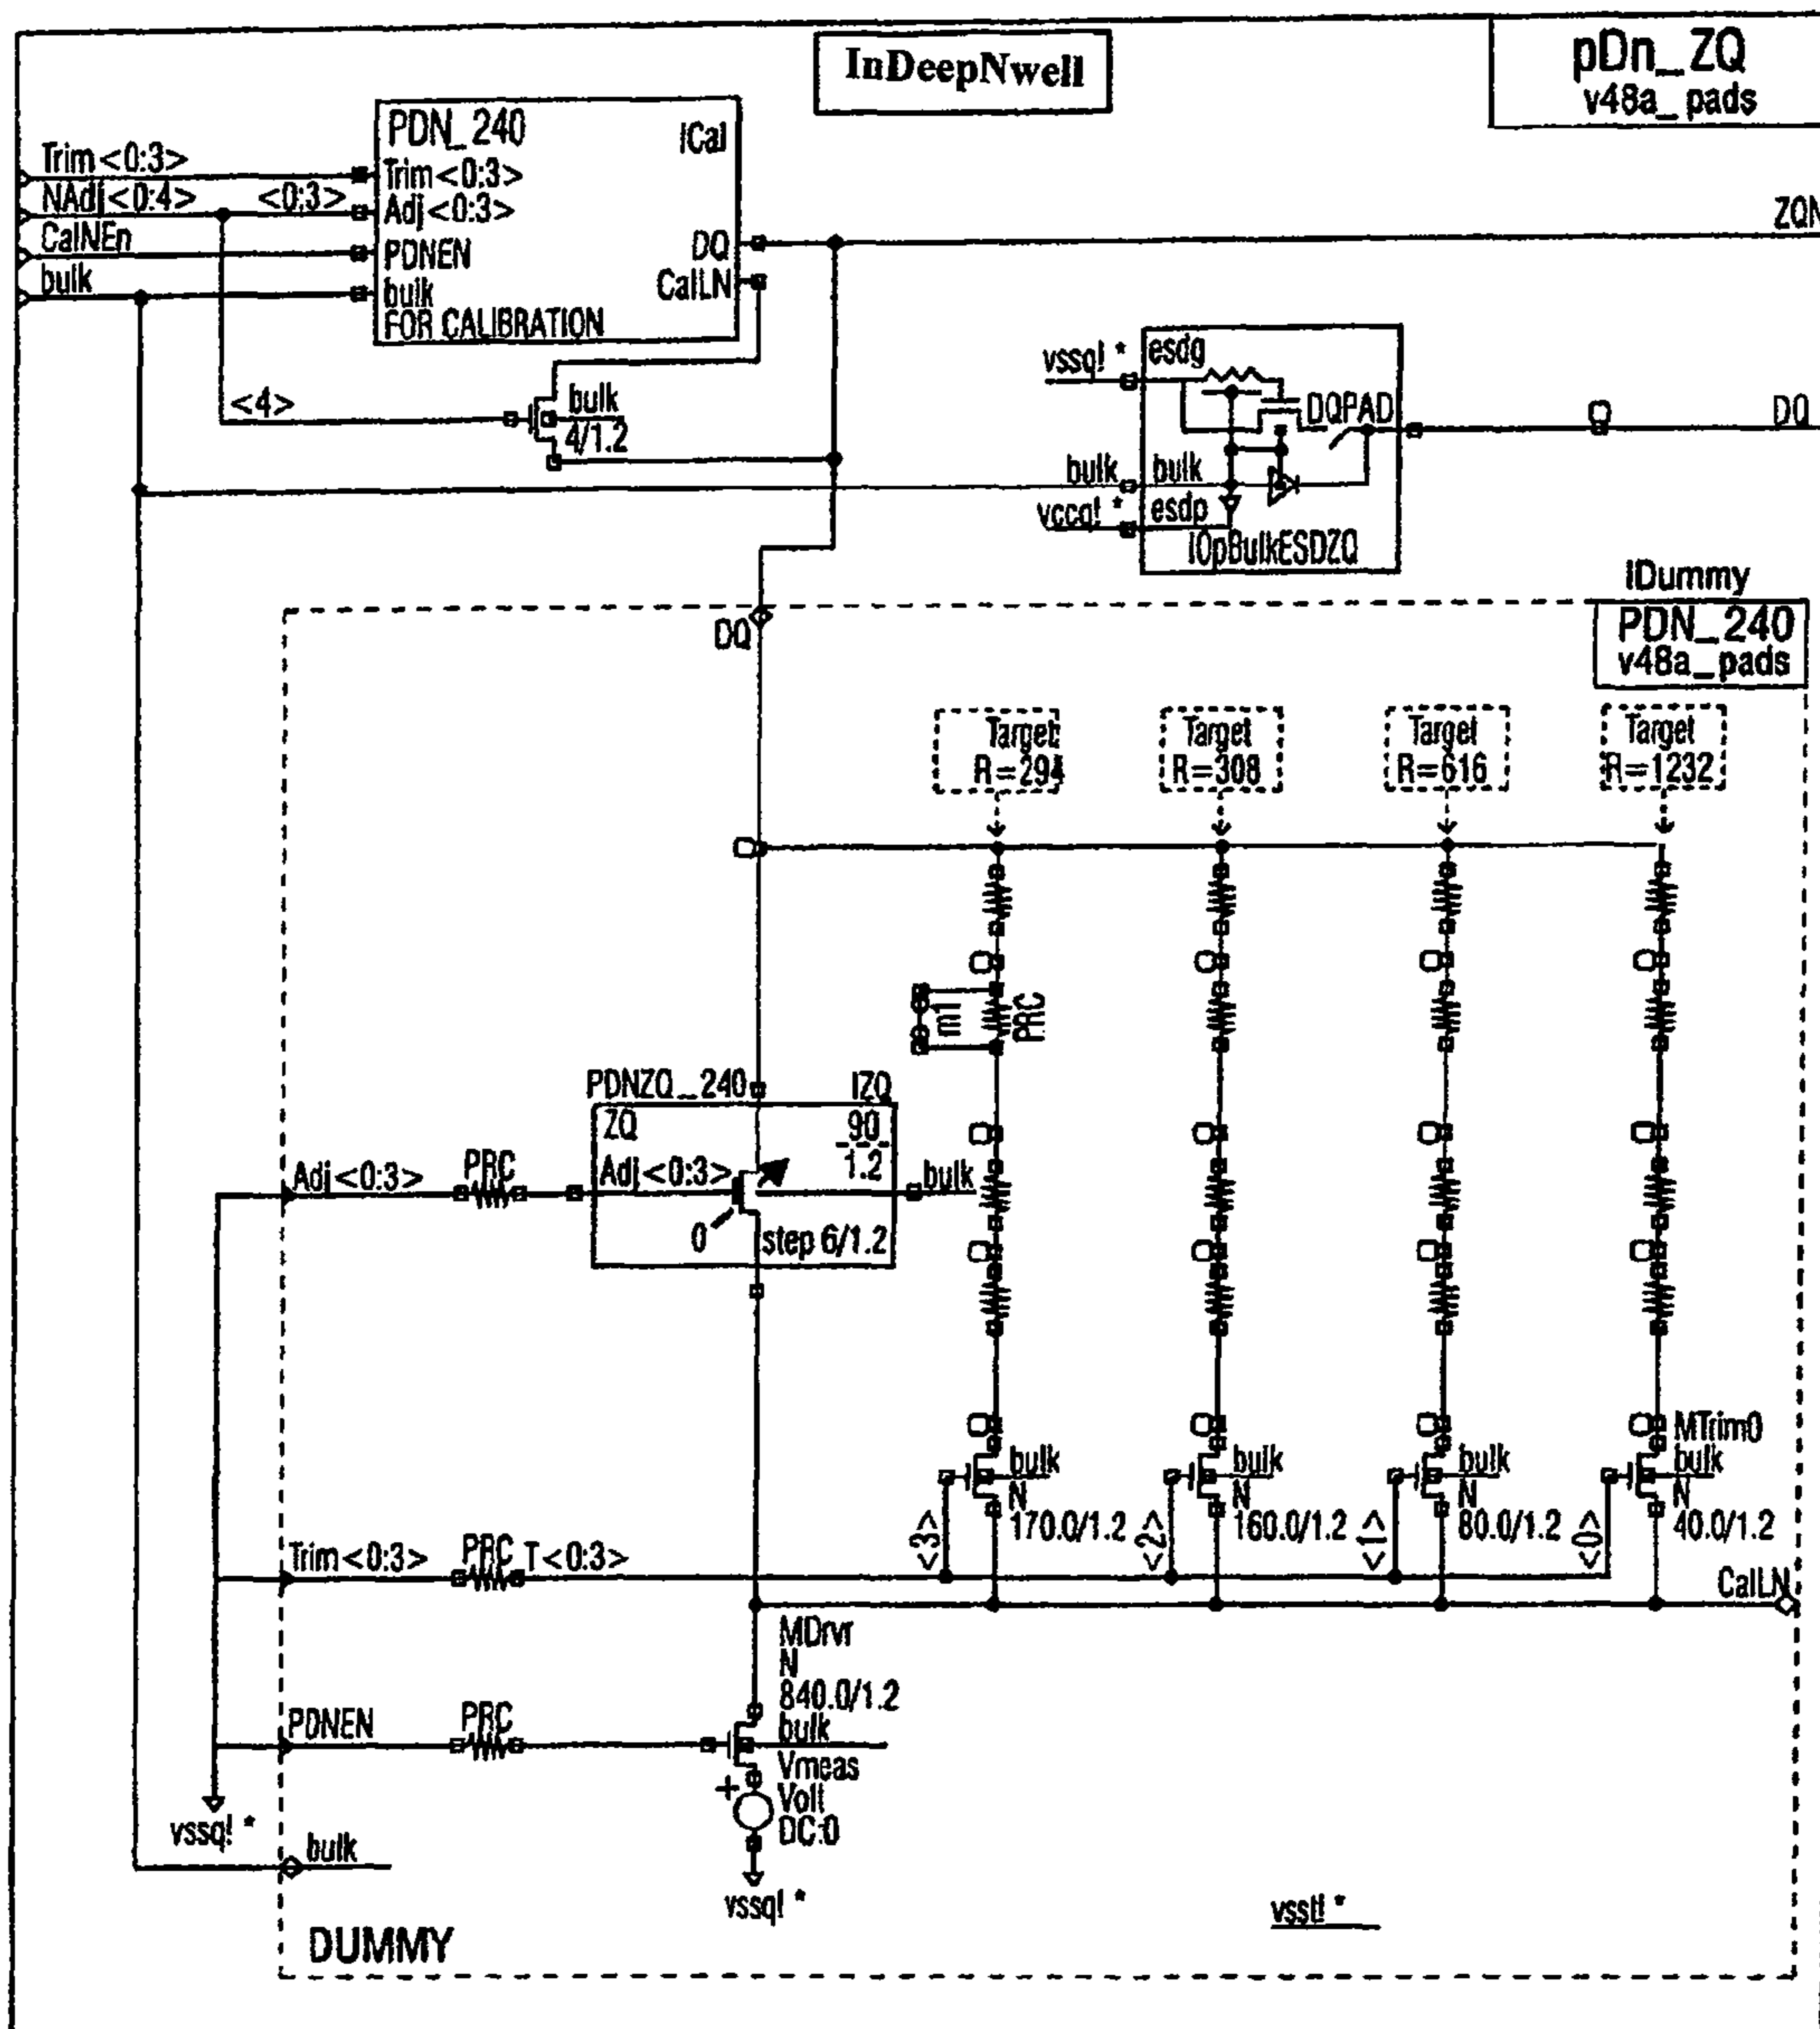 InDeepNwell
pDn_ZQ
v48a_pads
PDN_240
ICal
Trim<0:3>
Trim<0:3>
NAdj<0:4>
<0:3>
Adj<0:3>
CalNEn
PDNEN
DQ
ZQN
bulk
bulk
CalLN
FOR CALIBRATION
vssq! *
esdg
<4>
bulk
4/1.2
DQPAD
DQ
bulk
bulk
vccq! *
esdp
IOpBulkESDZQ
IDummy
PDN_240
v48a_pads
DQ
Target
R=294
Target
R=308
Target
R=616
Target
R=1232
m1
PRC
PDNZQ_240
IZQ
ZQ
90
1.2
Adj<0:3>
PRC
Adj<0:3>
bulk
0
step 6/1.2
MTrim0
bulk
N
170.0/1.2
bulk
N
160.0/1.2
bulk
N
80.0/1.2
bulk
N
40.0/1.2
<3>
<2>
<1>
<0>
Trim<0:3>
PRC
T<0:3>
CalLN
MDrvr
N
840.0/1.2
PDNEN
PRC
bulk
Vmeas
+
Volt
DC:0
vssq! *
bulk
vssq! *
vsst! *
DUMMY